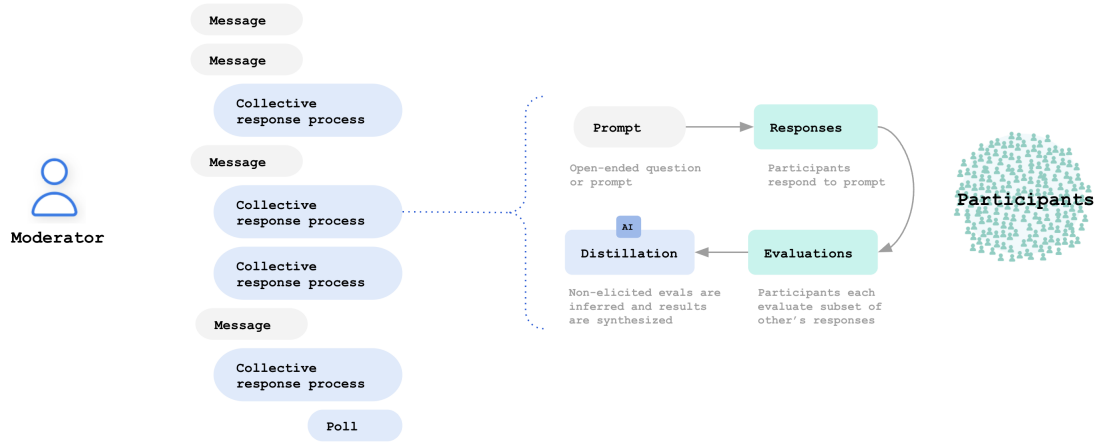 Message
Message
Collective
response process
Message
Collective
response process
Collective
response process
Message
Collective
response process
Poll
Moderator
Prompt
Open-ended question
or prompt
Responses
Participants
respond to prompt
AI
Distillation
Non-elicited evals are
inferred and results
are synthesized
Evaluations
Participants each
evaluate subset of
other's responses
Participants